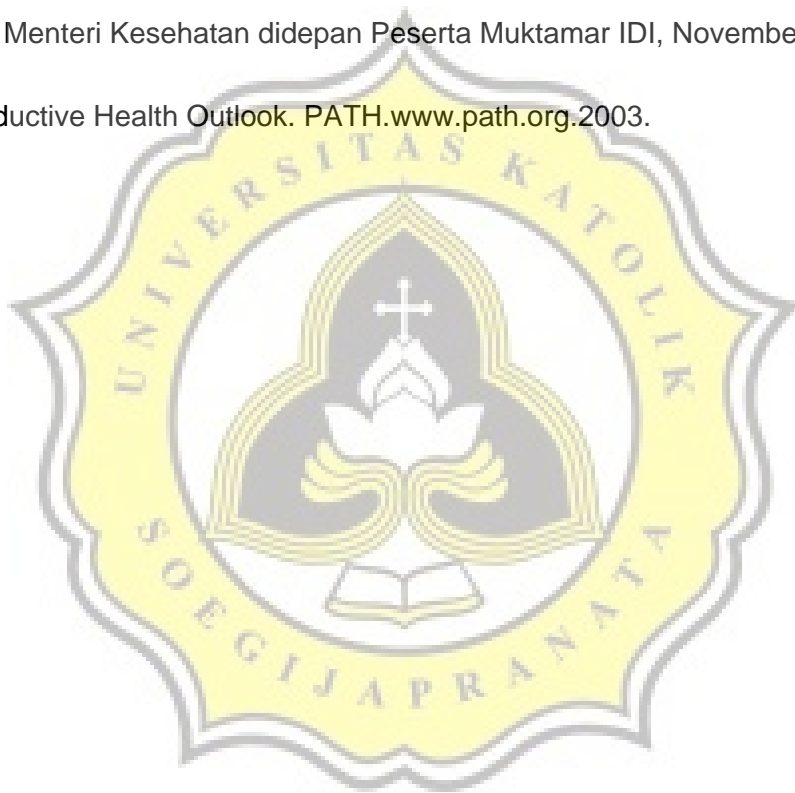 Menteri Kesehatan didepan Peserta Muktamar IDI, Novembe
ductive Health Outlook. PATH.www.path.org.2003.
UNIVERSITAS KATOLIK
SOEGIJAPRANATA